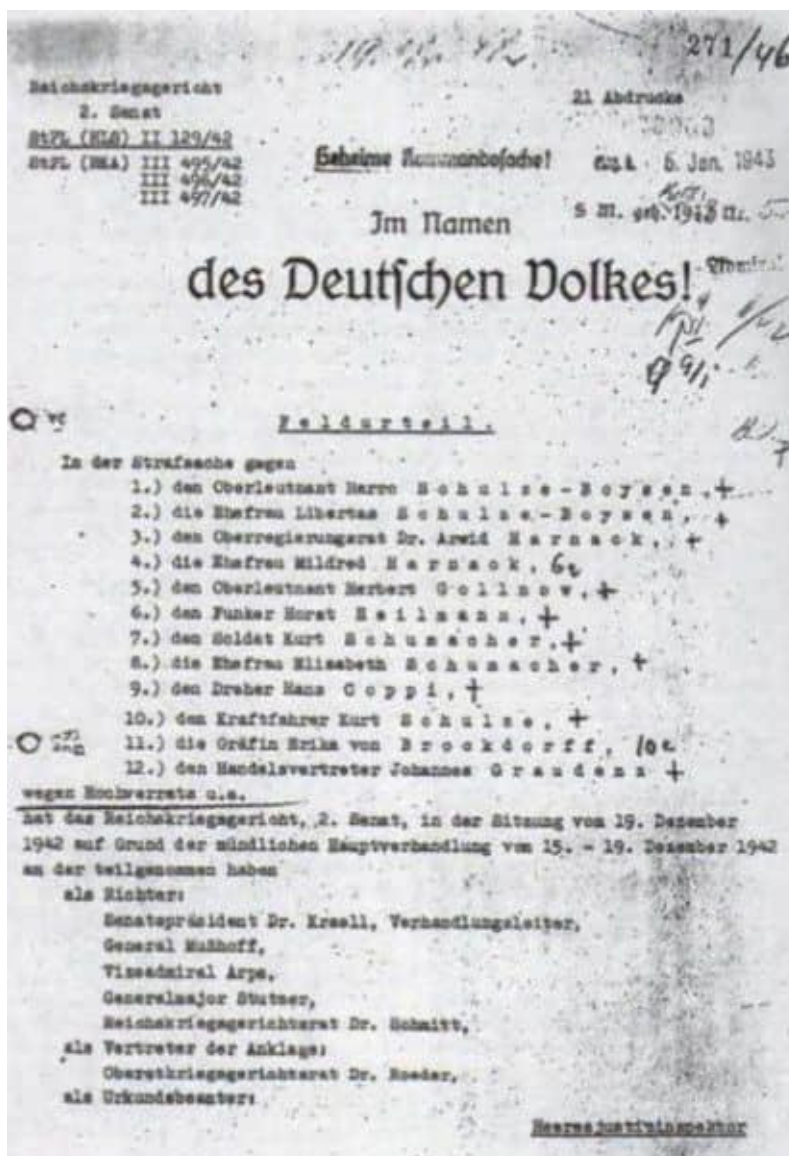 19. 12. 42.
271/46
Reichskriegsgericht
2. Senat
StPL (HLS) II 129/42
StPL (RKA) III 495/42
III 496/42
III 497/42
21 Abdrucke
Geheime Kommandosache!
6. Jan. 1943
Im Namen
des Deutschen Volkes!
Feldurteil.
In der Strafsache gegen
1.) den Oberleutnant Harro Schulze-Boysen, +
2.) die Ehefrau Libertas Schulze-Boysen, +
3.) den Oberregierungsrat Dr. Arwid Harnack, +
4.) die Ehefrau Mildred Harnack, 6
5.) den Oberleutnant Herbert Gollnow, +
6.) den Funker Horst Heilmann, +
7.) den Soldat Kurt Schumacher, +
8.) die Ehefrau Elisabeth Schumacher, +
9.) den Dreher Hans Coppi, +
10.) den Kraftfahrer Kurt Schulze, +
11.) die Gräfin Erika von Brockdorff, 10
12.) den Handelsvertreter Johannes Graudenz +
wegen Hochverrats u.a.
hat das Reichskriegsgericht, 2. Senat, in der Sitzung vom 19. Dezember
1942 auf Grund der mündlichen Hauptverhandlung vom 15. - 19. Dezember 1942
an der teilgenommen haben
als Richter:
Senatspräsident Dr. Kraell, Verhandlungsleiter,
General Mußhoff,
Vizeadmiral Arps,
Generalmajor Stutzer,
Reichskriegsgerichtsrat Dr. Schmitt,
als Vertreter der Anklage:
Oberstkriegsgerichtsrat Dr. Roeder,
als Urkundsbeamter:
Heeresjustizinspektor